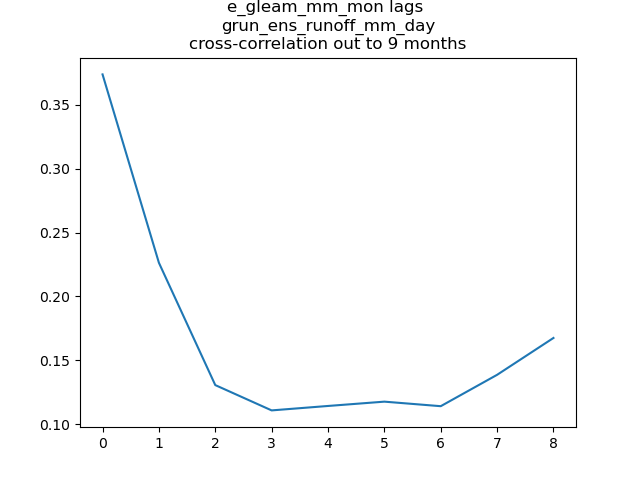 e_gleam_mm_mon lags
grun_ens_runoff_mm_day
cross-correlation out to 9 months
0.35
0.30
0.25
0.20
0.15
0.10
0 1 2 3 4 5 6 7 8